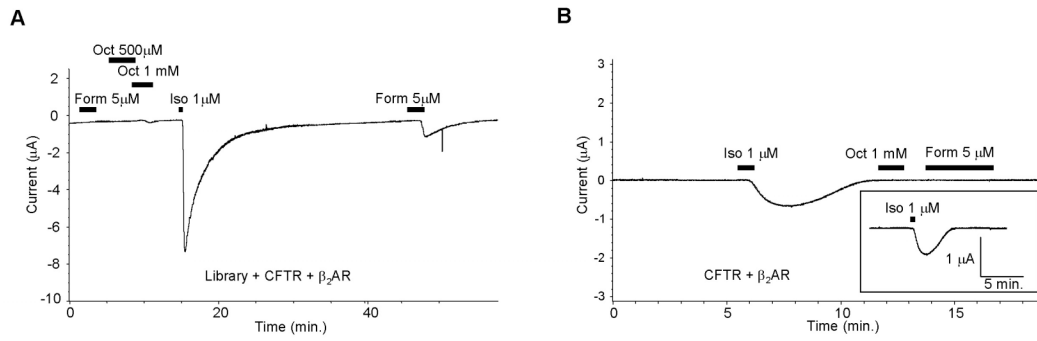 A
Oct 500μM
Oct 1 mM
Form 5μM
Iso 1μM
Form 5μM
2
0
-2
-4
-6
-8
-10
Current (μA)
Library + CFTR + β₂AR
0
20
40
Time (min.)
B
3
2
1
0
-1
-2
-3
Current (μA)
Iso 1 μM
Oct 1 mM
Form 5 μM
Iso 1 μM
1 μA
5 min.
CFTR + β₂AR
0
5
10
15
Time (min.)